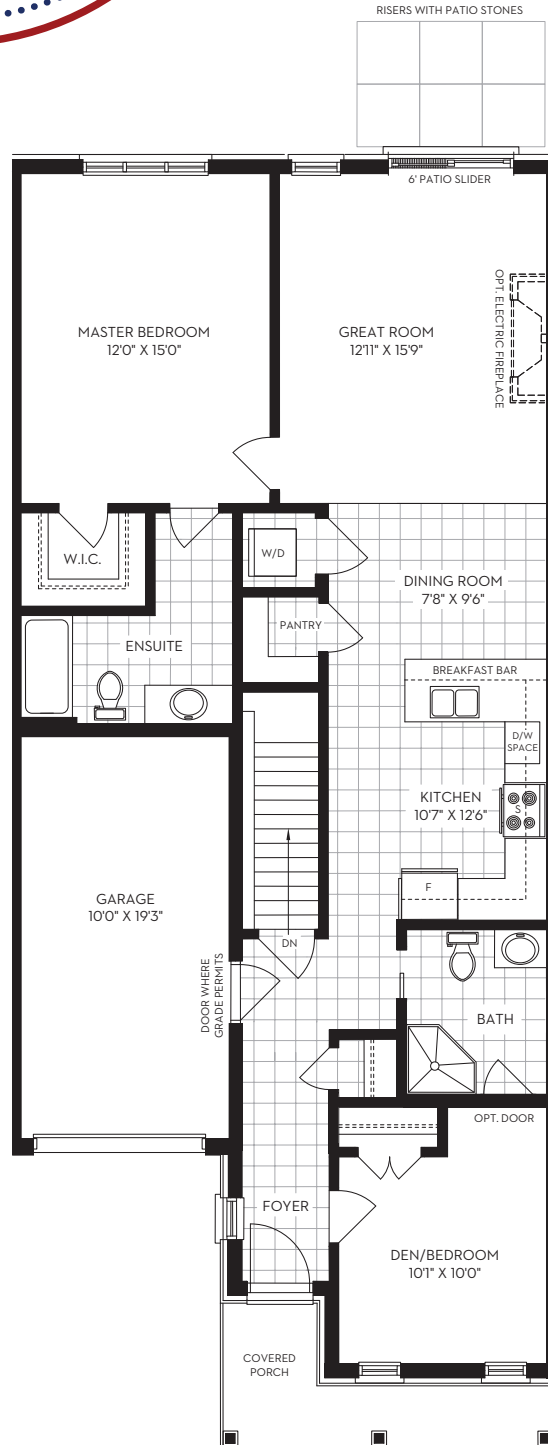 RISERS WITH PATIO STONES
6' PATIO SLIDER
MASTER BEDROOM
12'0" X 15'0"
GREAT ROOM
12'11" X 15'9"
OPT. ELECTRIC FIREPLACE
W.I.C.
W/D
DINING ROOM
7'8" X 9'6"
PANTRY
ENSUITE
BREAKFAST BAR
D/W
SPACE
KITCHEN
10'7" X 12'6"
S
F
GARAGE
10'0" X 19'3"
DN
DOOR WHERE
GRADE PERMITS
BATH
OPT. DOOR
FOYER
DEN/BEDROOM
10'1" X 10'0"
COVERED
PORCH